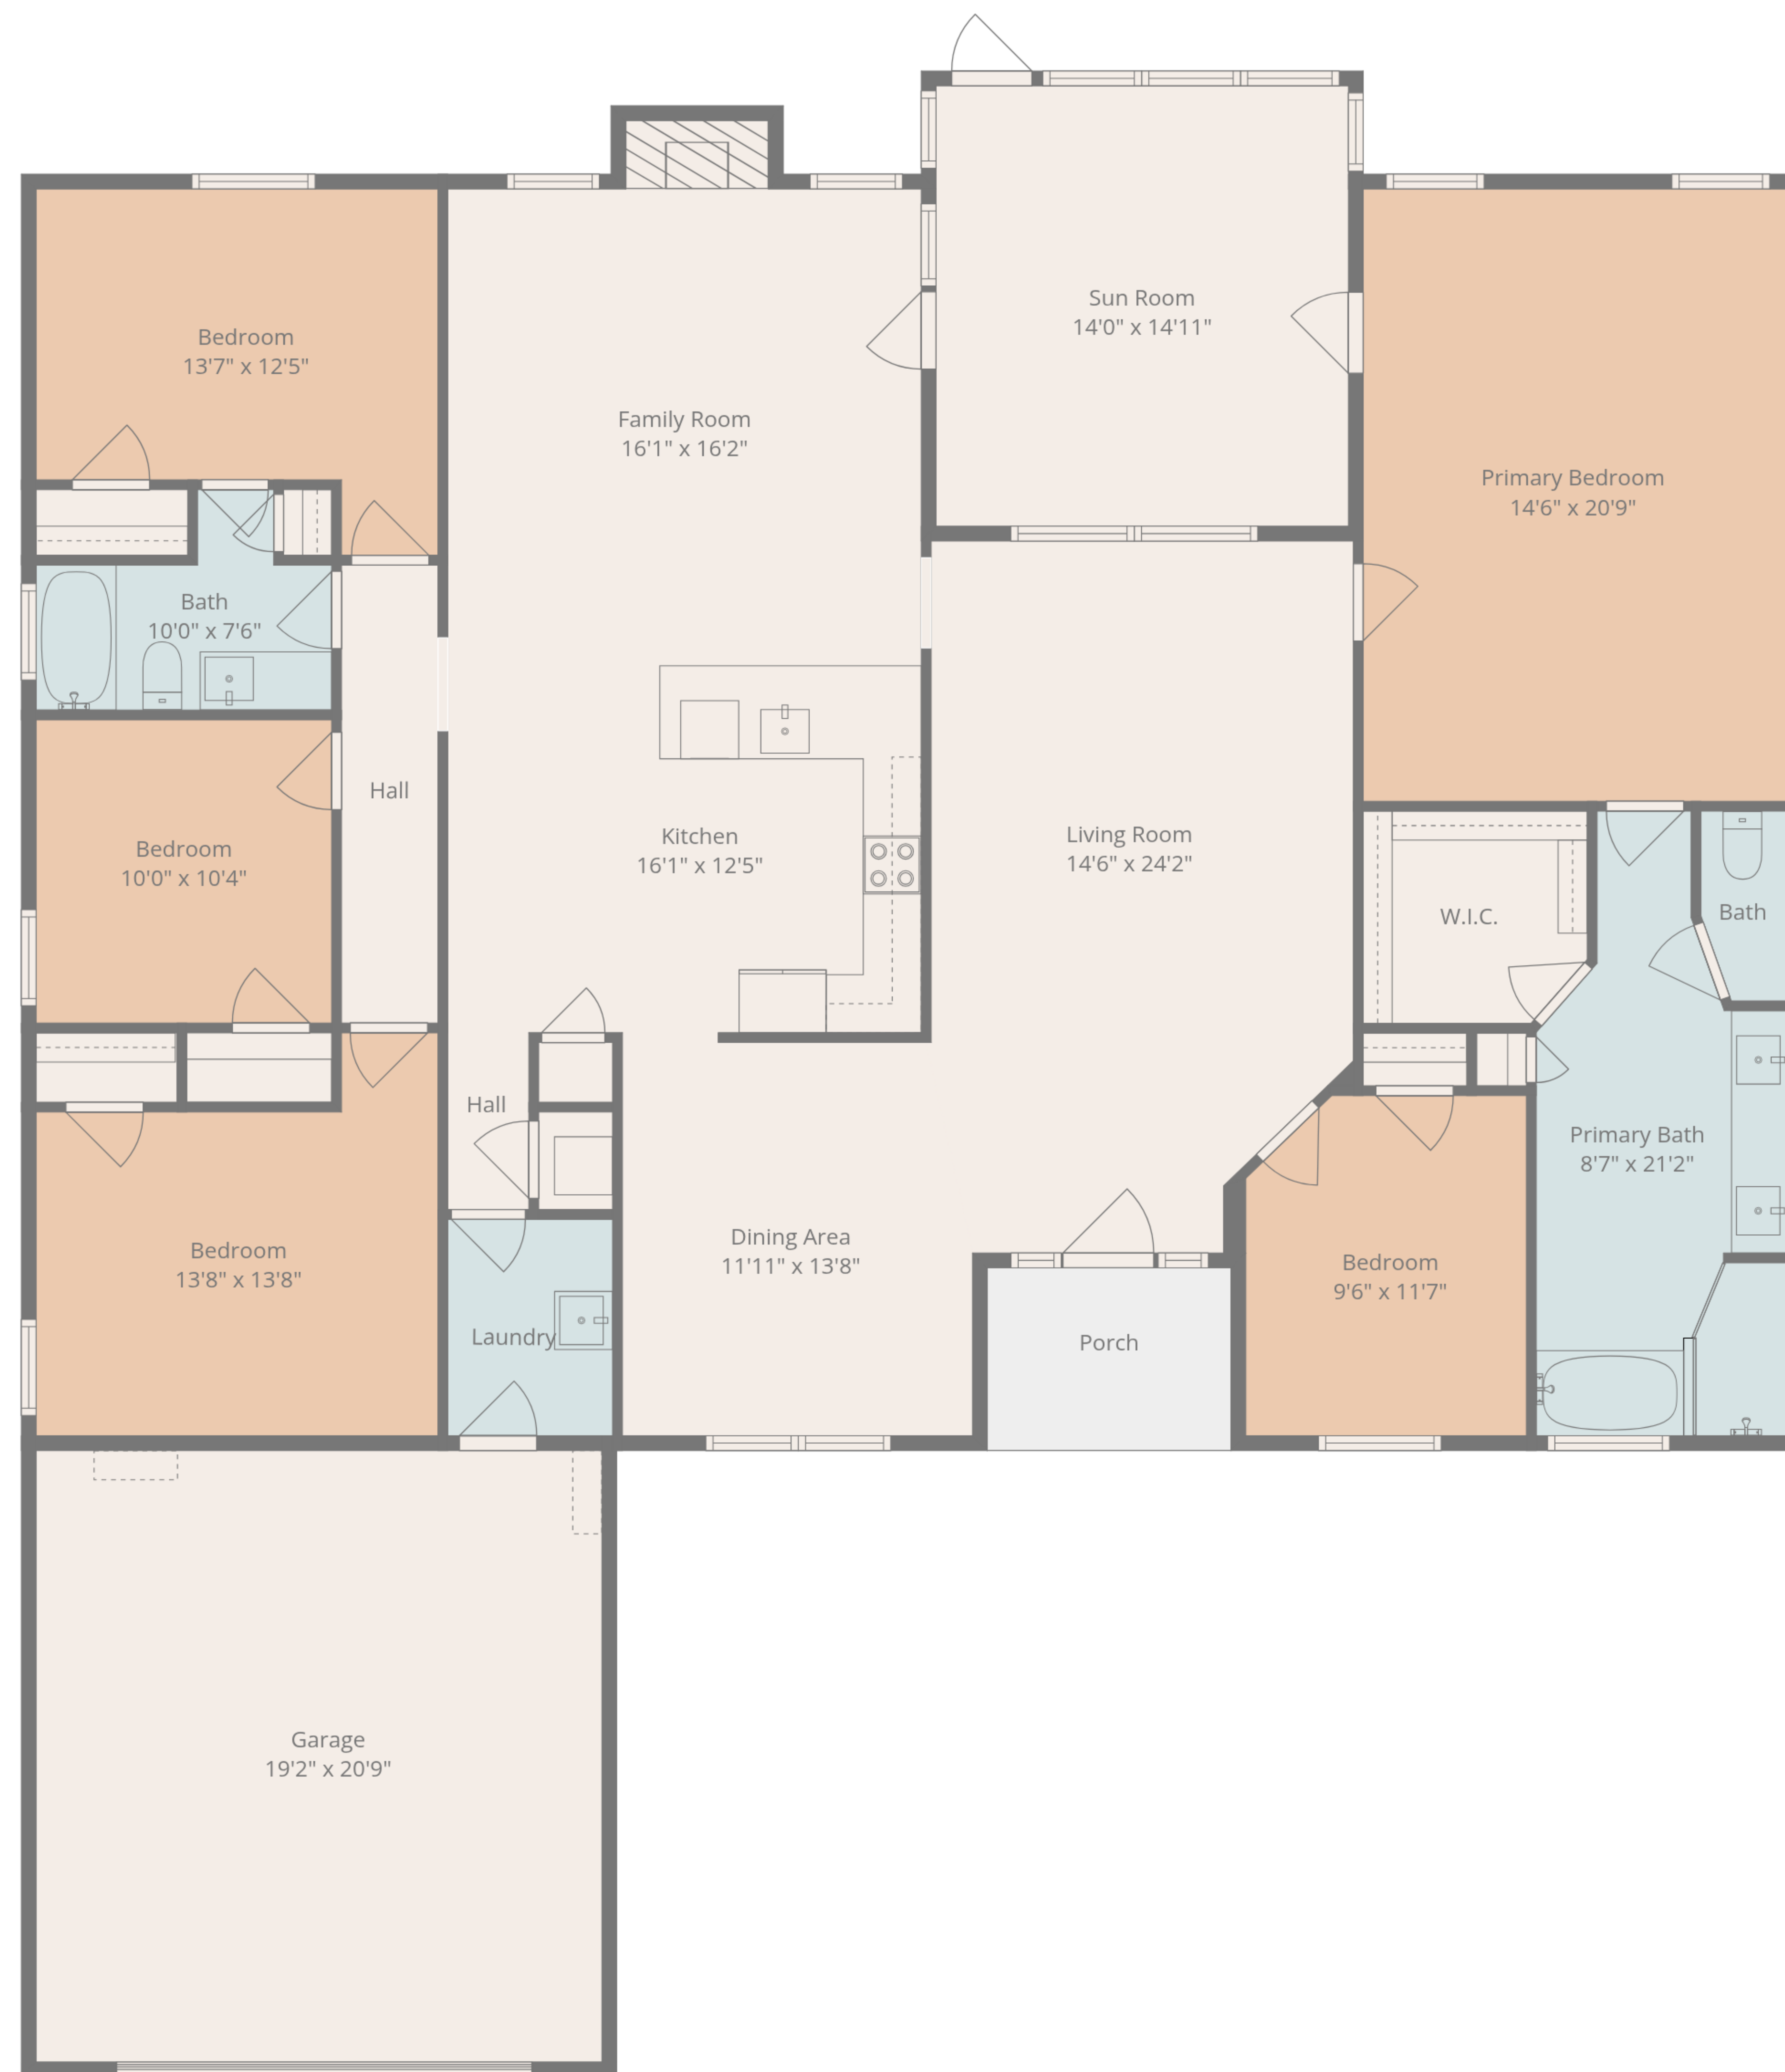 Sun Room
14'0" x 14'11"
Bedroom
13'7" x 12'5"
Family Room
16'1" x 16'2"
Primary Bedroom
14'6" x 20'9"
Bath
10'0" x 7'6"
Hall
Bedroom
10'0" x 10'4"
Kitchen
16'1" x 12'5"
Living Room
14'6" x 24'2"
W.I.C.
Bath
Hall
Primary Bath
8'7" x 21'2"
Bedroom
13'8" x 13'8"
Dining Area
11'11" x 13'8"
Bedroom
9'6" x 11'7"
Laundry
Porch
Garage
19'2" x 20'9"